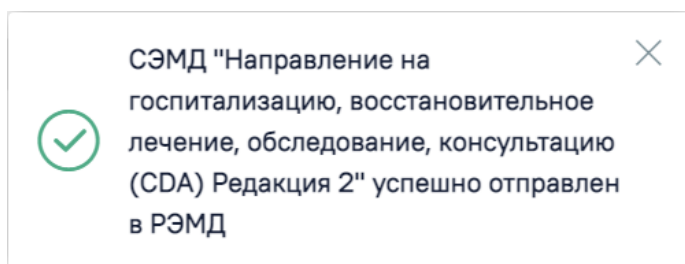 СЭМД "Направление на
госпитализацию, восстановительное
лечение, обследование, консультацию
(CDA) Редакция 2" успешно отправлен
в РЭМД